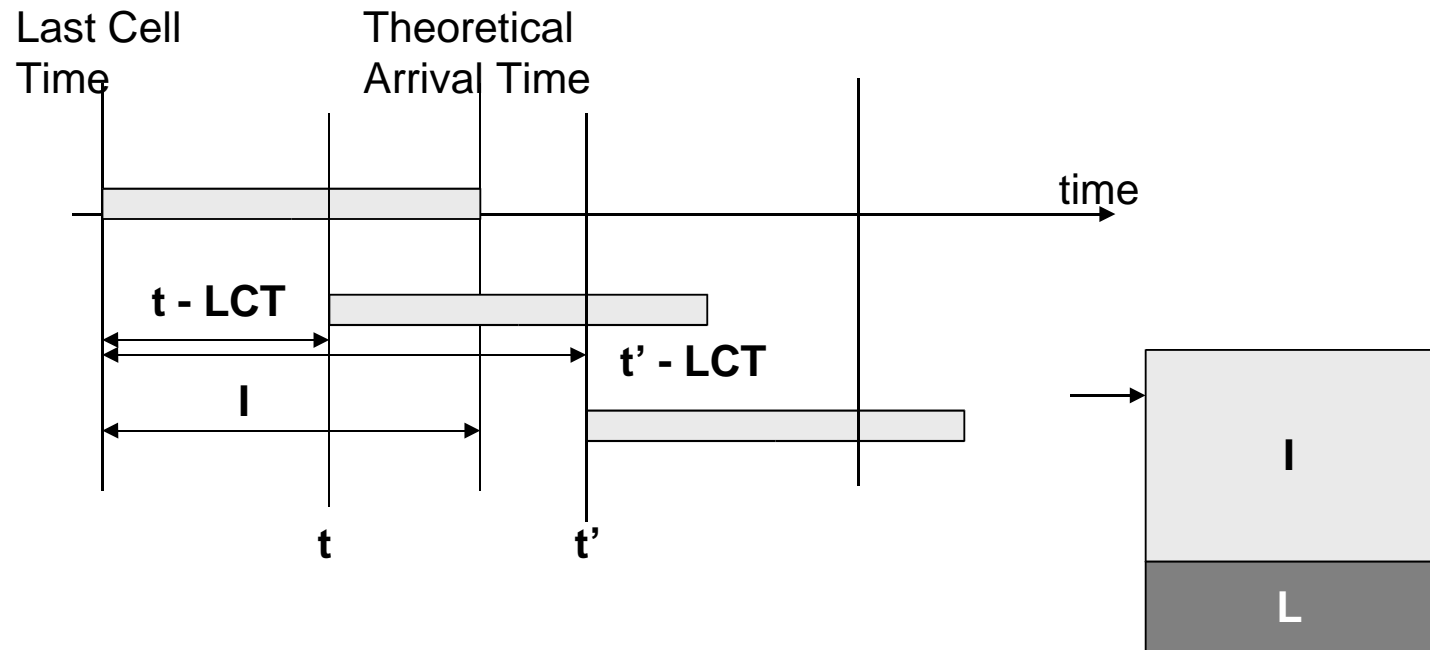 Last Cell
Time
Theoretical
Arrival Time
time
t - LCT
t’ - LCT
I
t
t’
I
L